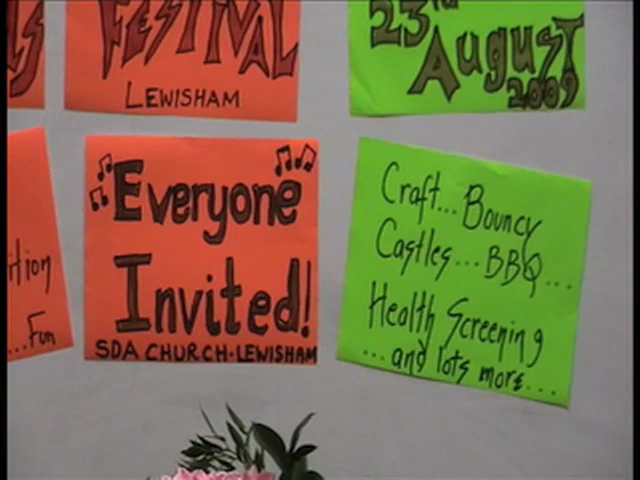 FESTIVAL
LEWISHAM
23rd
August
2009
"Everyone"
Invited!
SDA CHURCH·LEWISHAM
Craft... Bouncy
Castles... BBQ...
Health Screening
...and lots more...
...Fun